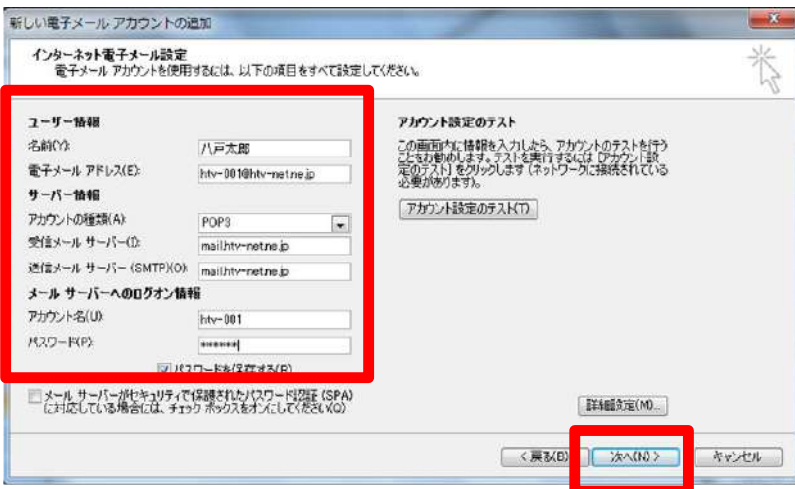 新しい電子メール アカウントの追加
インターネット電子メール設定
電子メール アカウントを使用するには、以下の項目をすべて設定してください。
ユーザー情報
名前(Y):
八戸太郎
電子メール アドレス(E):
htv-001@htv-net.ne.jp
サーバー情報
アカウントの種類(A):
POP3
受信メール サーバー(I):
mail.htv-net.ne.jp
送信メール サーバー (SMTP)(O):
mail.htv-net.ne.jp
メール サーバーへのログオン情報
アカウント名(U):
htv-001
パスワード(P):
*******
パスワードを保存する(R)
メール サーバーがセキュリティで保護されたパスワード認証 (SPA)
に対応している場合には、チェック ボックスをオンにしてください(Q)
アカウント設定のテスト
この画面内に情報を入力したら、アカウントのテストを行う
ことをお勧めします。テストを実行するには [アカウント設
定のテスト] をクリックします (ネットワークに接続されている
必要があります)。
アカウント設定のテスト(T)
詳細設定(M)...
< 戻る(B)
次へ(N) >
キャンセル